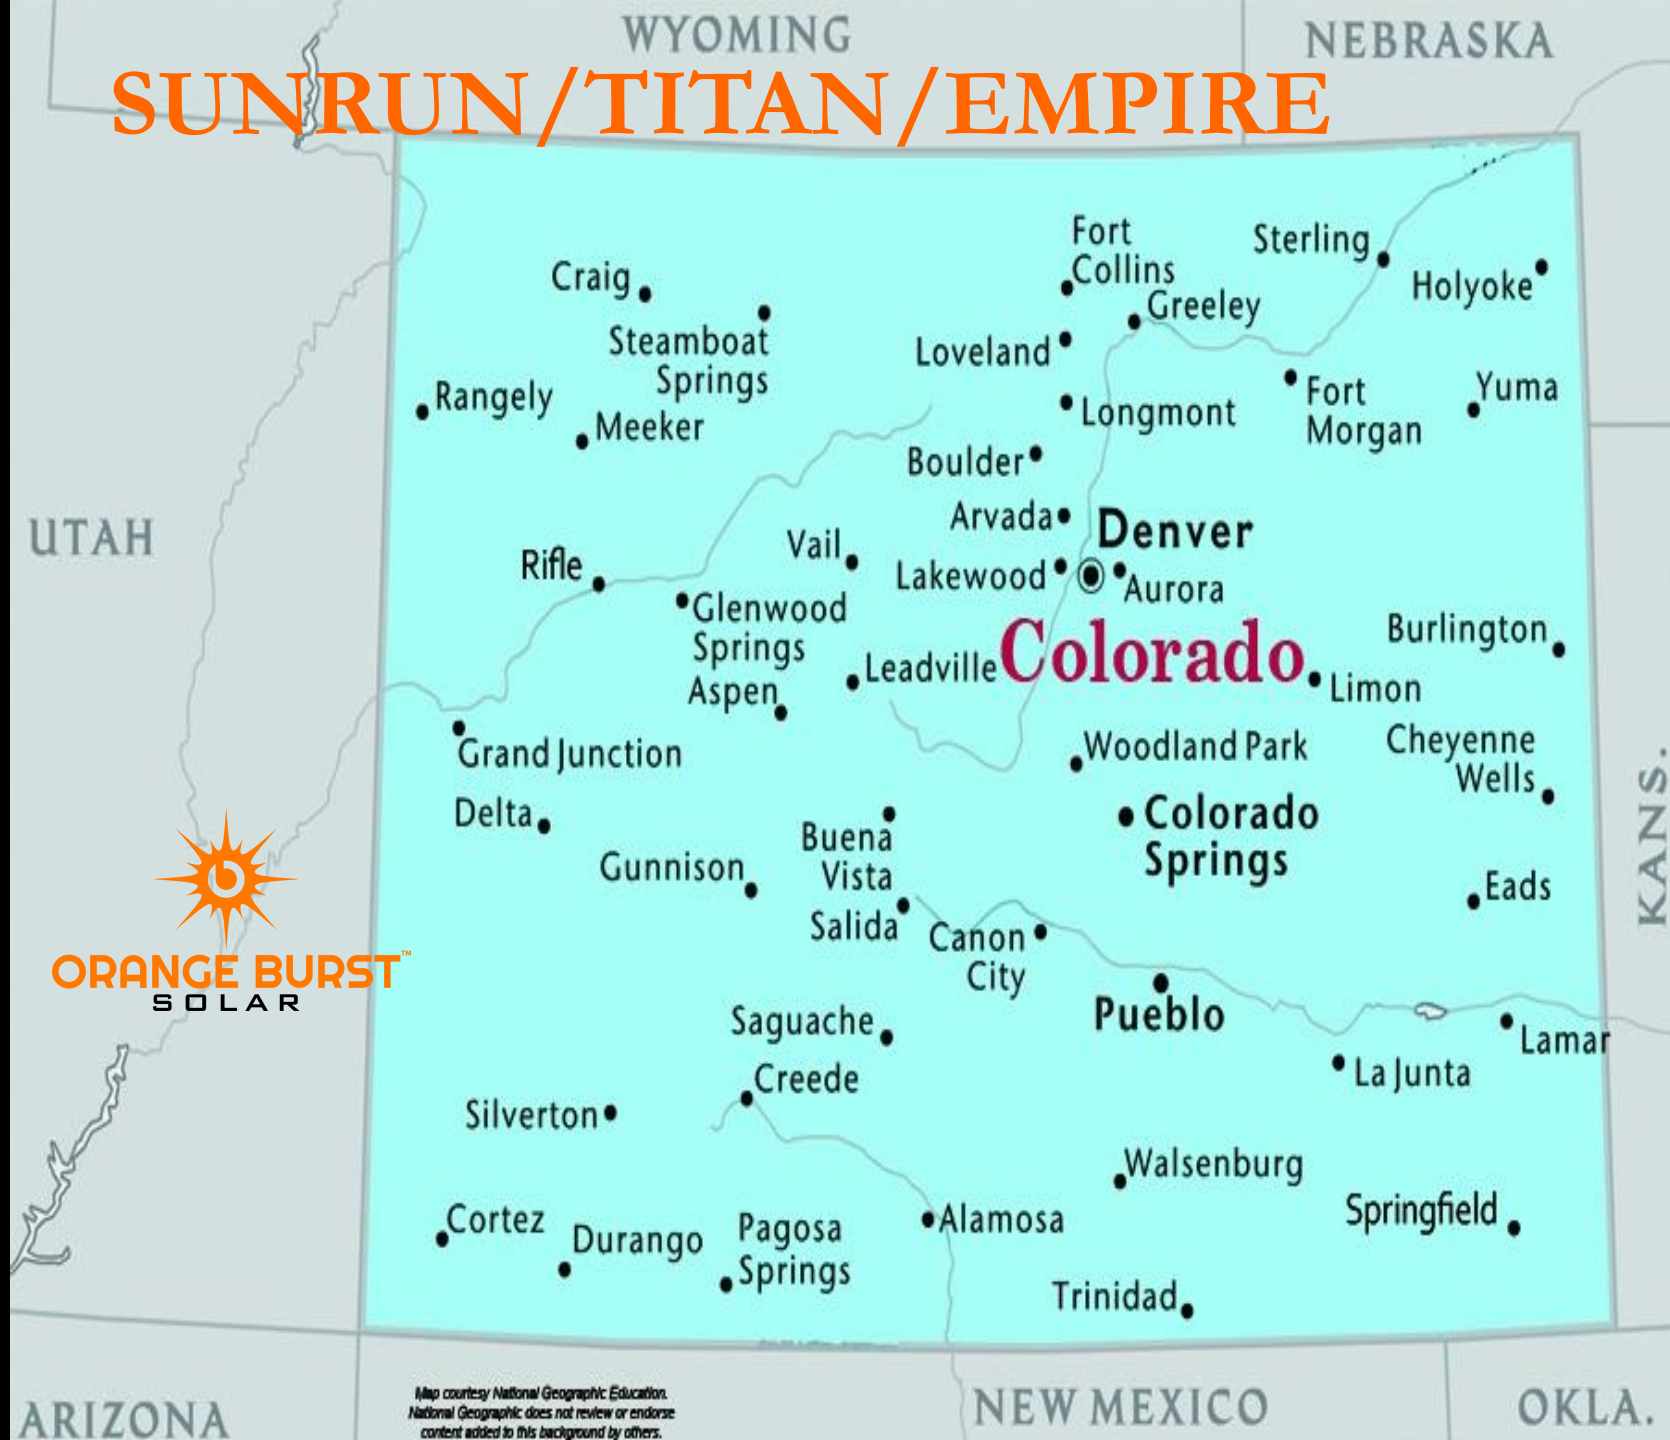 WYOMING
NEBRASKA
SUNRUN/TITAN/EMPIRE
Fort
Collins
Sterling
Craig
Holyoke
Greeley
Steamboat
Springs
Loveland
Rangely
Fort
Morgan
Yuma
Meeker
Longmont
Boulder
Arvada
Denver
UTAH
Vail
Rifle
Lakewood
Aurora
Glenwood
Springs
Burlington
Colorado
Leadville
Aspen
Limon
Grand Junction
Woodland Park
Cheyenne
Wells
KANS.
Delta
Colorado
Springs
Buena
Vista
Gunnison
Eads
Salida
Canon
City
ORANGE BURST™
SOLAR
Pueblo
Saguache
Lamar
La Junta
Creede
Silverton
Walsenburg
Springfield
Cortez
Durango
Pagosa
Springs
Alamosa
Trinidad
Map courtesy National Geographic Education.
National Geographic does not review or endorse
content added to this background by others.
ARIZONA
NEW MEXICO
OKLA.